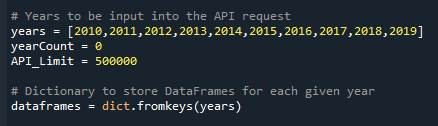 # Years to be input into the API request
years = [2010,2011,2012,2013,2014,2015,2016,2017,2018,2019]
yearCount = 0
API_Limit = 500000
# Dictionary to store DataFrames for each given year
dataframes = dict.fromkeys(years)